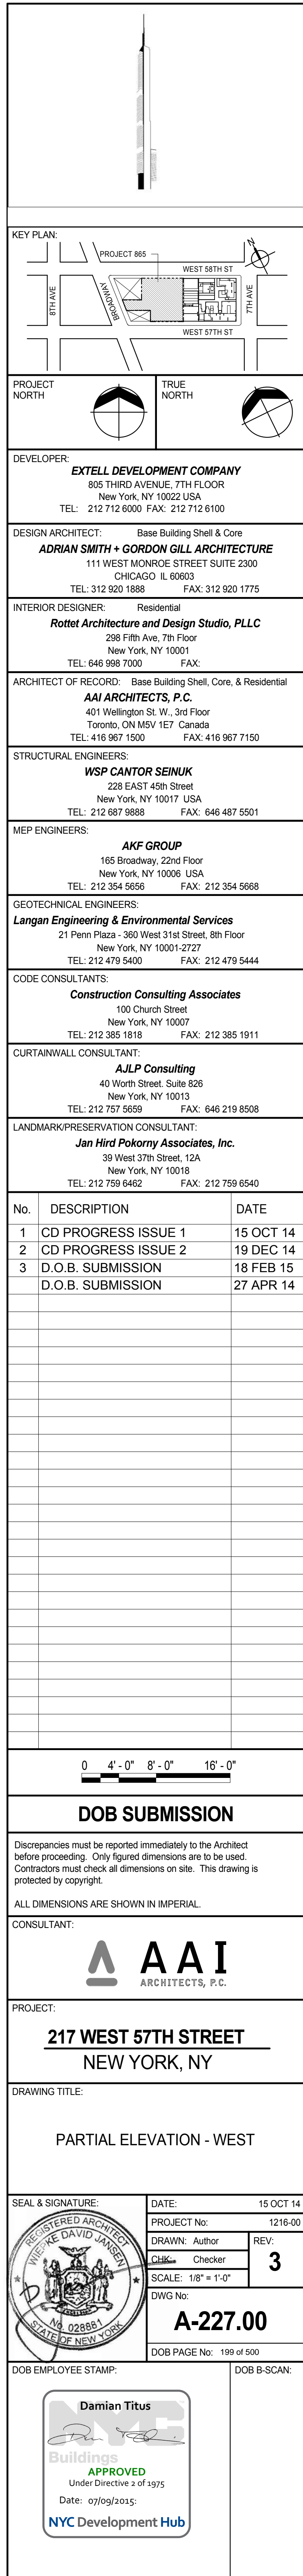 KEY PLAN:
N
PROJECT 865
WEST 58TH ST
8TH AVE
BROADWAY
7TH AVE
WEST 57TH ST
PROJECT
NORTH
TRUE
NORTH
DEVELOPER:
EXTELL DEVELOPMENT COMPANY
805 THIRD AVENUE, 7TH FLOOR
New York, NY 10022 USA
TEL: 212 712 6000 FAX: 212 712 6100
DESIGN ARCHITECT: Base Building Shell & Core
ADRIAN SMITH + GORDON GILL ARCHITECTURE
111 WEST MONROE STREET SUITE 2300
CHICAGO IL 60603
TEL: 312 920 1888 FAX: 312 920 1775
INTERIOR DESIGNER: Residential
Rottet Architecture and Design Studio, PLLC
298 Fifth Ave, 7th Floor
New York, NY 10001
TEL: 646 998 7000 FAX:
ARCHITECT OF RECORD: Base Building Shell, Core, & Residential
AAI ARCHITECTS, P.C.
401 Wellington St. W., 3rd Floor
Toronto, ON M5V 1E7 Canada
TEL: 416 967 1500 FAX: 416 967 7150
STRUCTURAL ENGINEERS:
WSP CANTOR SEINUK
228 EAST 45th Street
New York, NY 10017 USA
TEL: 212 687 9888 FAX: 646 487 5501
MEP ENGINEERS:
AKF GROUP
165 Broadway, 22nd Floor
New York, NY 10006 USA
TEL: 212 354 5656 FAX: 212 354 5668
GEOTECHNICAL ENGINEERS:
Langan Engineering & Environmental Services
21 Penn Plaza - 360 West 31st Street, 8th Floor
New York, NY 10001-2727
TEL: 212 479 5400 FAX: 212 479 5444
CODE CONSULTANTS:
Construction Consulting Associates
100 Church Street
New York, NY 10007
TEL: 212 385 1818 FAX: 212 385 1911
CURTAINWALL CONSULTANT:
AJLP Consulting
40 Worth Street. Suite 826
New York, NY 10013
TEL: 212 757 5659 FAX: 646 219 8508
LANDMARK/PRESERVATION CONSULTANT:
Jan Hird Pokorny Associates, Inc.
39 West 37th Street, 12A
New York, NY 10018
TEL: 212 759 6462 FAX: 212 759 6540
No. DESCRIPTION DATE
1 CD PROGRESS ISSUE 1 15 OCT 14
2 CD PROGRESS ISSUE 2 19 DEC 14
3 D.O.B. SUBMISSION 18 FEB 15
D.O.B. SUBMISSION 27 APR 14
0 4' - 0" 8' - 0" 16' - 0"
DOB SUBMISSION
Discrepancies must be reported immediately to the Architect
before proceeding. Only figured dimensions are to be used.
Contractors must check all dimensions on site. This drawing is
protected by copyright.
ALL DIMENSIONS ARE SHOWN IN IMPERIAL.
CONSULTANT:
AAI
ARCHITECTS, P.C.
PROJECT:
217 WEST 57TH STREET
NEW YORK, NY
DRAWING TITLE:
PARTIAL ELEVATION - WEST
SEAL & SIGNATURE:
REGISTERED ARCHITECT
WIEPKE DAVID JANSEN
No. 028881
STATE OF NEW YORK
DATE: 15 OCT 14
PROJECT No: 1216-00
DRAWN: Author
CHK.: Checker
SCALE: 1/8" = 1'-0"
REV:
3
DWG No:
A-227.00
DOB PAGE No: 199 of 500
DOB EMPLOYEE STAMP:
DOB B-SCAN:
NYC
Damian Titus
Buildings
APPROVED
Under Directive 2 of 1975
Date: 07/09/2015:
NYC Development Hub